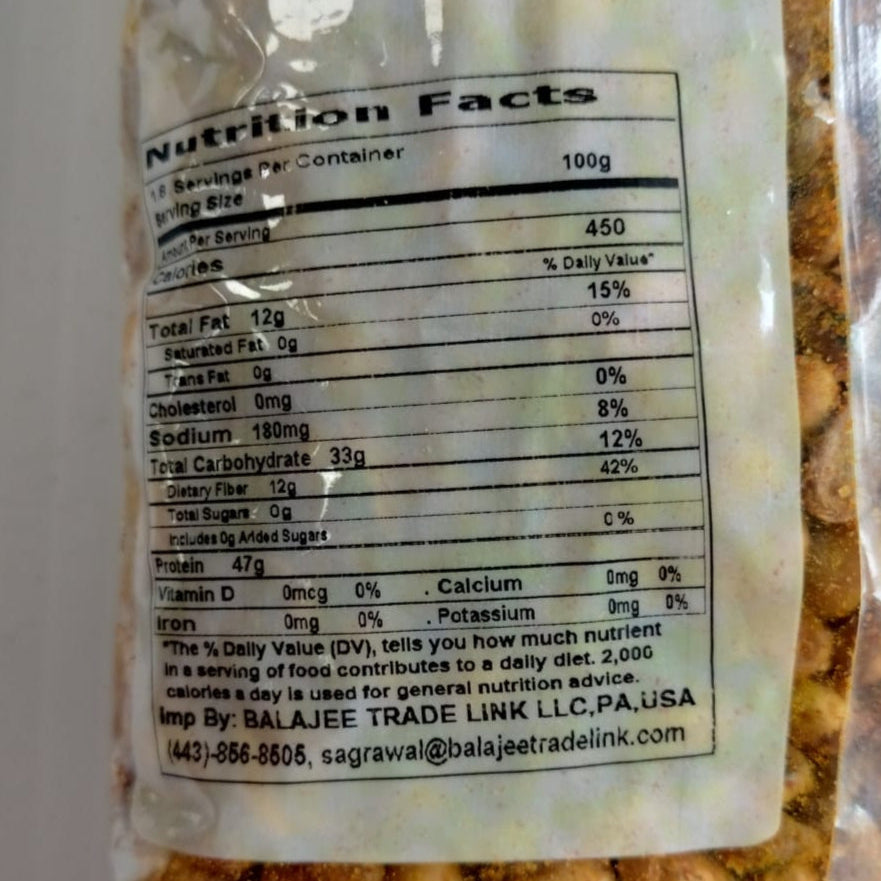 Nutrition Facts
1.8 Servings Per Container
Serving Size 100g
Amount Per Serving
Calories 450
% Daily Value*
Total Fat 12g 15%
Saturated Fat 0g 0%
Trans Fat 0g
Cholesterol 0mg 0%
Sodium 180mg 8%
Total Carbohydrate 33g 12%
Dietary Fiber 12g 42%
Total Sugars 0g
Includes 0g Added Sugars 0%
Protein 47g
Vitamin D 0mcg 0% . Calcium 0mg 0%
Iron 0mg 0% . Potassium 0mg 0%
*The % Daily Value (DV), tells you how much nutrient
in a serving of food contributes to a daily diet. 2,000
calories a day is used for general nutrition advice.
Imp By: BALAJEE TRADE LINK LLC,PA,USA
(443)-856-8505, sagrawal@balajeetradelink.com